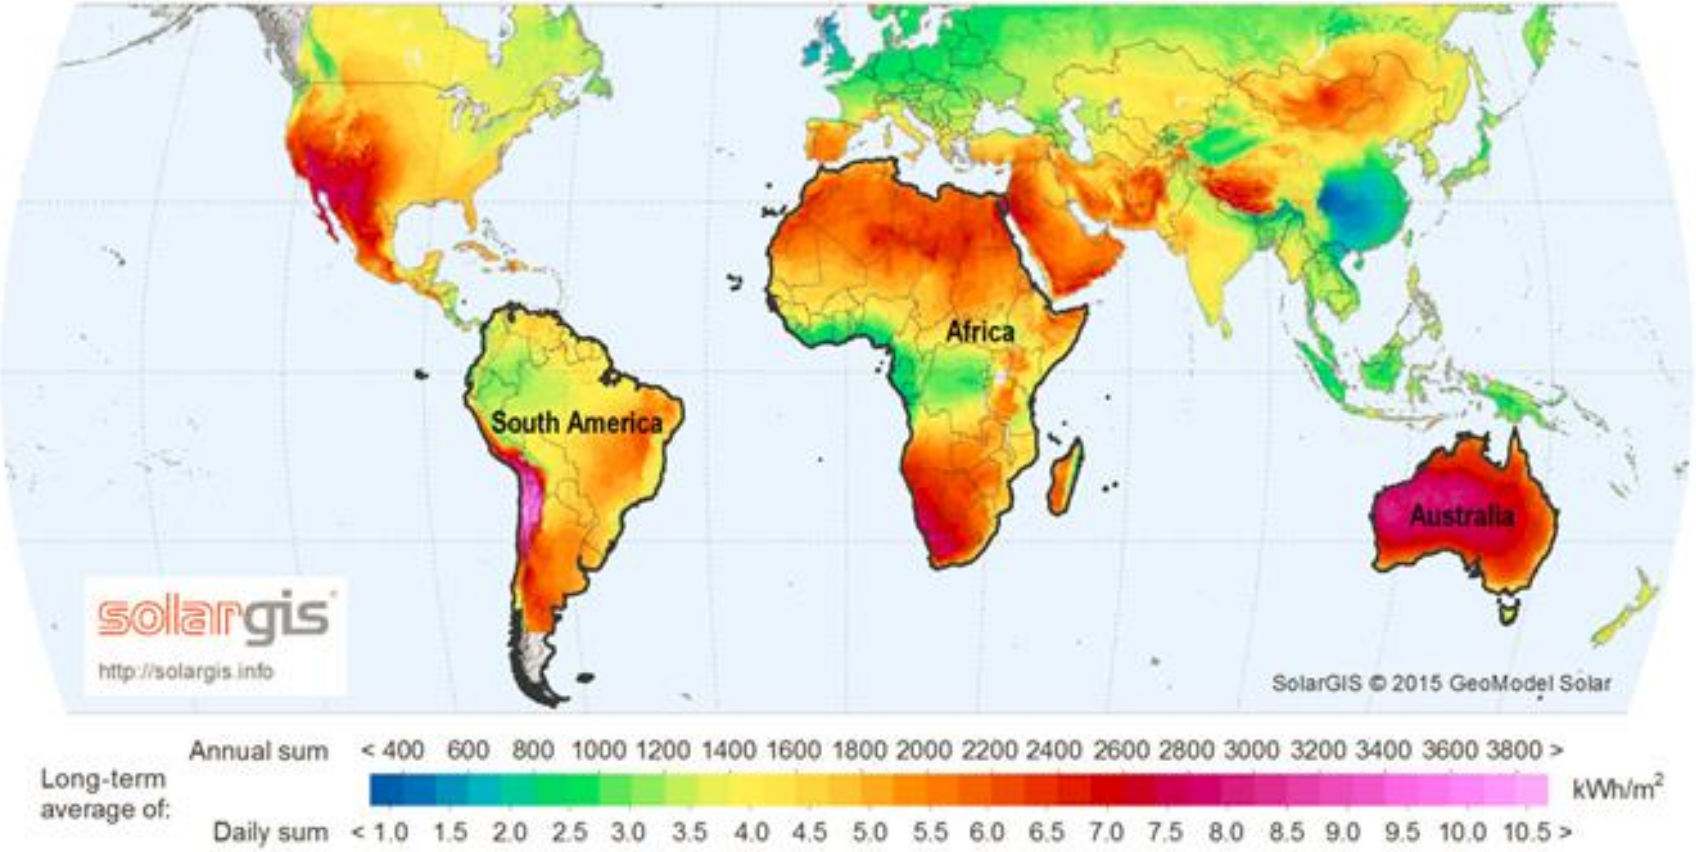 Africa
South America
Australia
solargis
http://solargis.info
SolarGIS © 2015 GeoModel Solar
Annual sum < 400 600 800 1000 1200 1400 1600 1800 2000 2200 2400 2600 2800 3000 3200 3400 3600 3800 >
Long-term
average of:
kWh/m²
Daily sum < 1.0 1.5 2.0 2.5 3.0 3.5 4.0 4.5 5.0 5.5 6.0 6.5 7.0 7.5 8.0 8.5 9.0 9.5 10.0 10.5 >